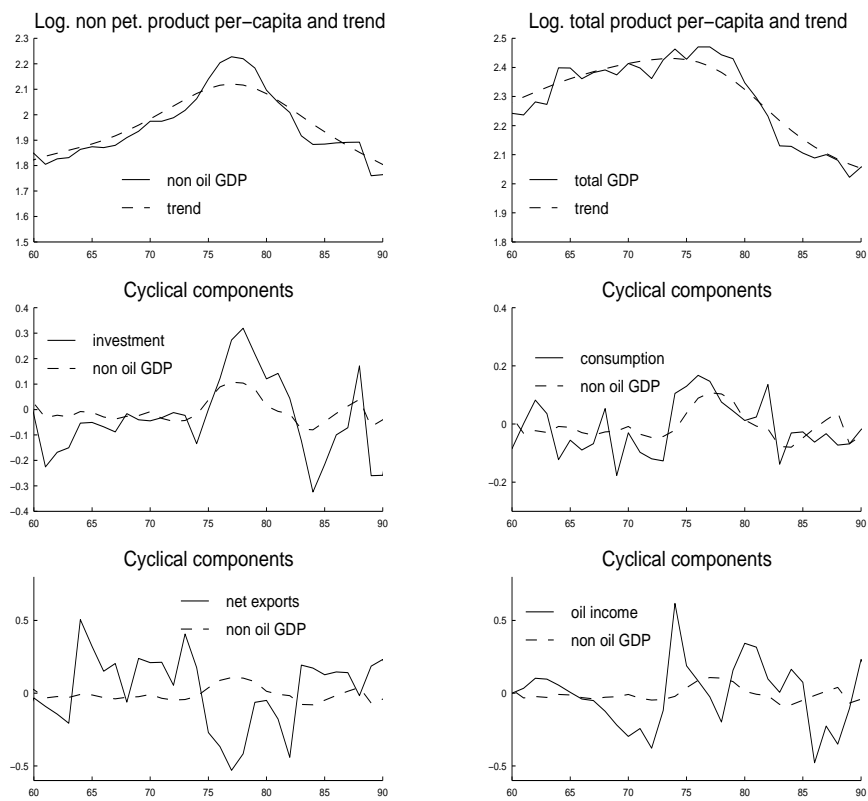 Log. non pet. product per-capita and trend
2.3
2.2
2.1
2
1.9
1.8
1.7
1.6
1.5
non oil GDP
trend
60 65 70 75 80 85 90
Log. total product per-capita and trend
2.5
2.4
2.3
2.2
2.1
2
1.9
1.8
total GDP
trend
60 65 70 75 80 85 90
Cyclical components
0.4
0.3
0.2
0.1
0
−0.1
−0.2
−0.3
−0.4
investment
non oil GDP
60 65 70 75 80 85 90
Cyclical components
0.4
0.2
0
−0.2
consumption
non oil GDP
60 65 70 75 80 85 90
Cyclical components
0.5
0
−0.5
net exports
non oil GDP
60 65 70 75 80 85 90
Cyclical components
0.5
0
−0.5
oil income
non oil GDP
60 65 70 75 80 85 90